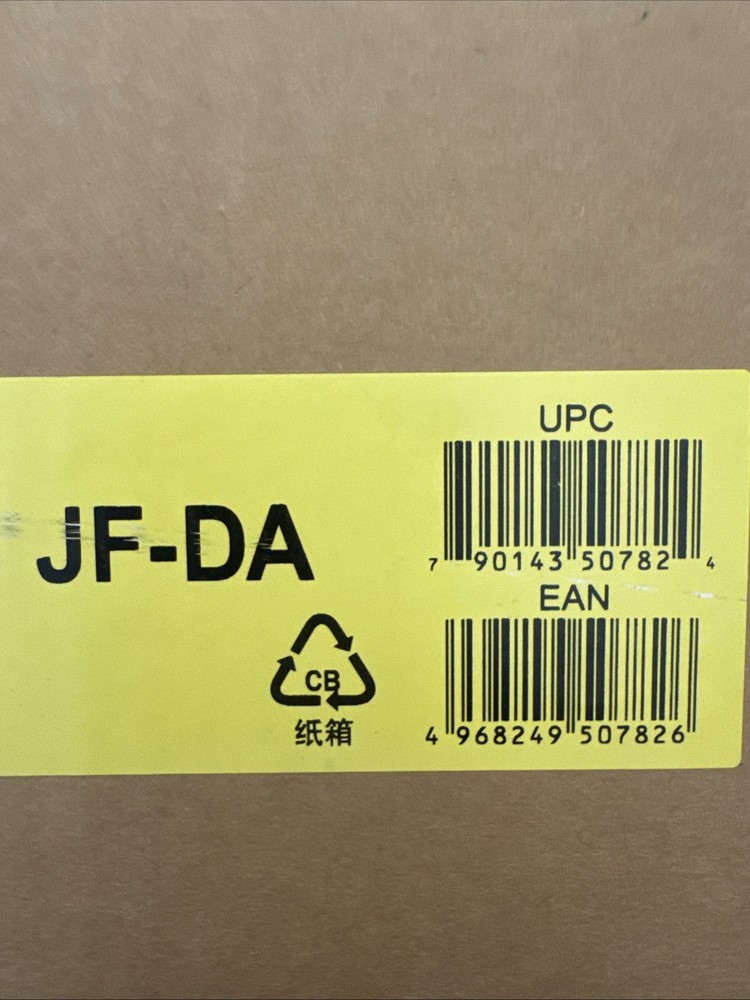 JF-DA
CB
纸箱
UPC
7 90143 50782 4
EAN
4 968249 507826